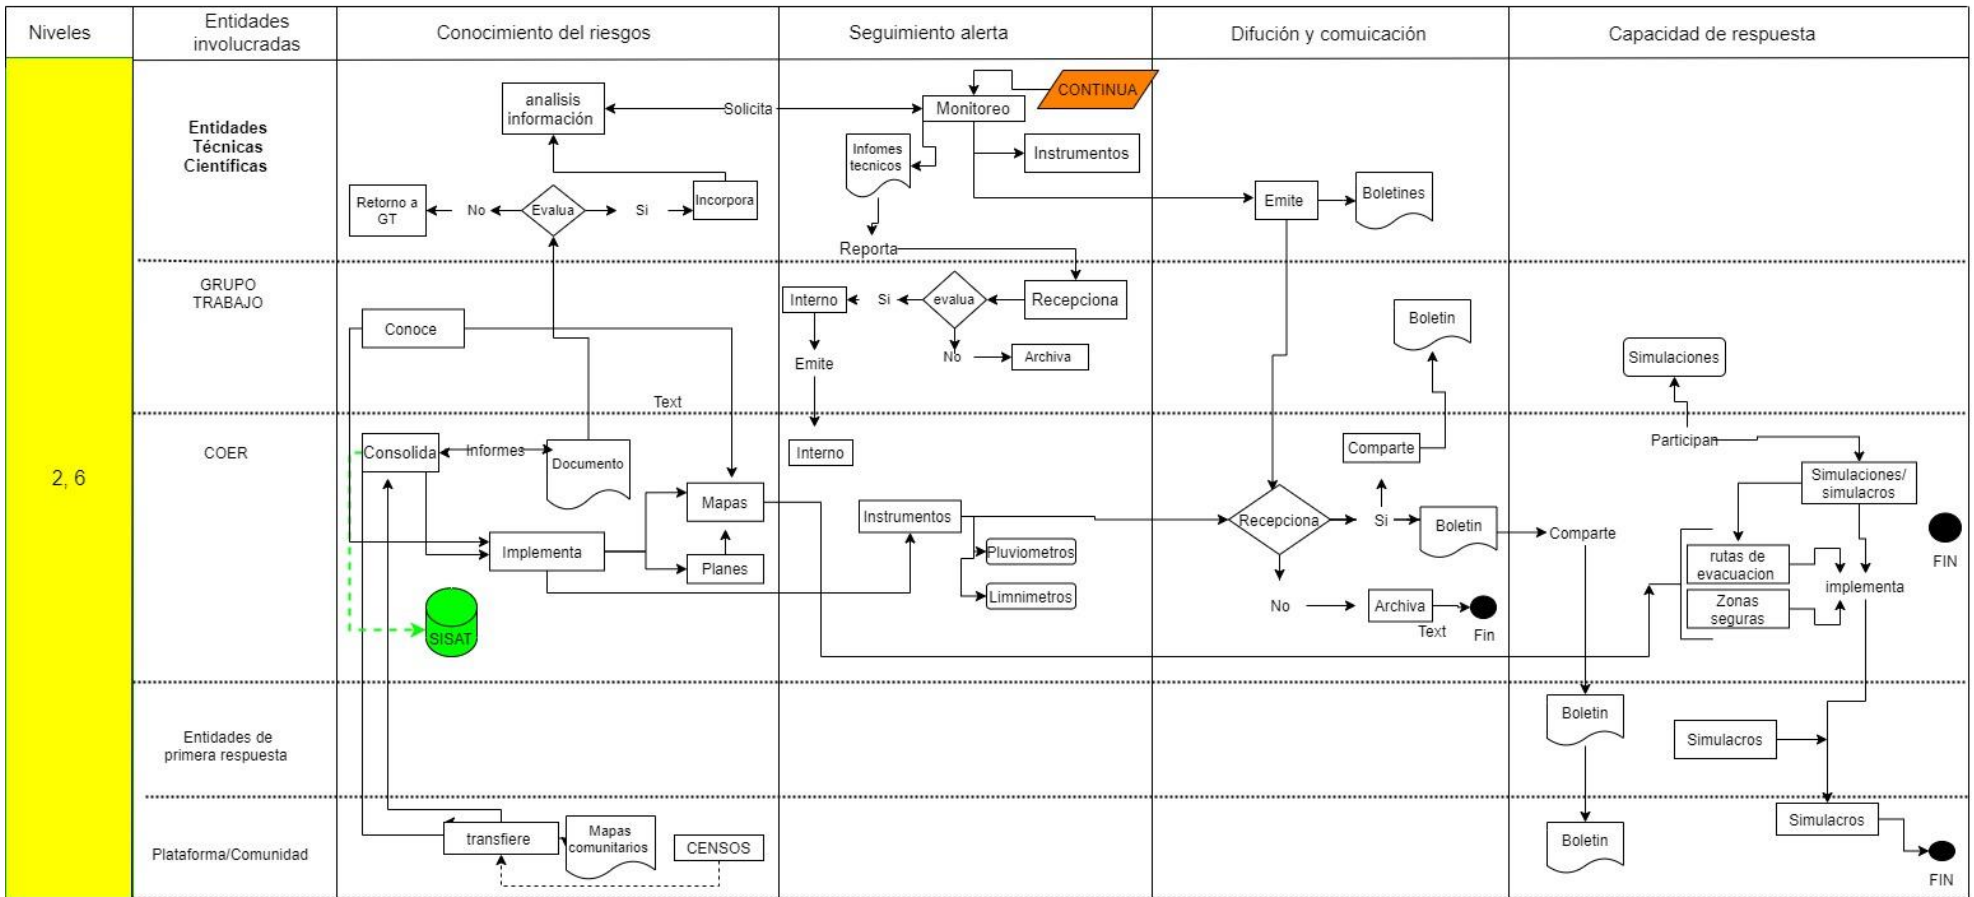 Niveles
Entidades
involucradas
Conocimiento del riesgos
Seguimiento alerta
Difución y comuicación
Capacidad de respuesta
2, 6
Entidades
Técnicas
Científicas
analisis
información
Solicita
Monitoreo
CONTINUA
Infomes
tecnicos
Instrumentos
Retorno a
GT
No
Evalua
Si
Incorpora
Emite
Boletines
Reporta
GRUPO
TRABAJO
Conoce
Interno
Si
evalua
Recepciona
Emite
No
Archiva
Boletin
Simulaciones
Text
COER
Consolida
Informes
Documento
Interno
Comparte
Participan
Simulaciones/
simulacros
Mapas
Instrumentos
Recepciona
Si
Boletin
Comparte
Implementa
Planes
Pluviometros
Limnimetros
rutas de
evacuacion
Zonas
seguras
implementa
FIN
No
Archiva
Text
Fin
SISAT
Entidades de
primera respuesta
Boletin
Simulacros
Plataforma/Comunidad
transfiere
Mapas
comunitarios
CENSOS
Boletin
Simulacros
FIN